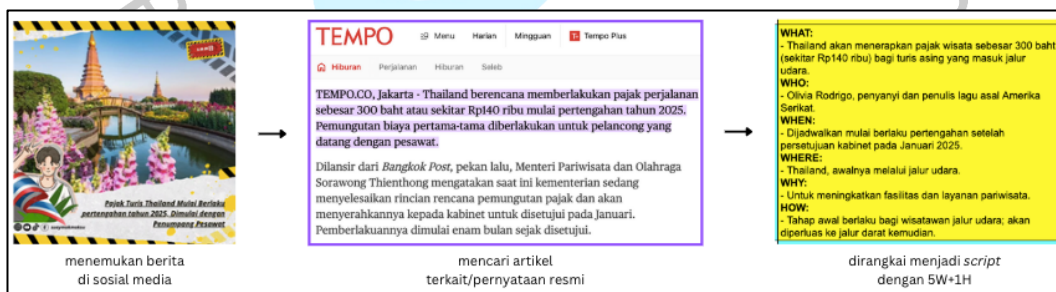 Pajak Turis Thailand Mulai Berlaku
pertengahan tahun 2025, Dimulai dengan
Penumpang Pesawat
menemukan berita
di sosial media
TEMPO
Menu Harian Mingguan Tempo Plus
Hiburan Perjalanan Hiburan Seleb
TEMPO.CO, Jakarta - Thailand berencana memberlakukan pajak perjalanan
sebesar 300 baht atau sekitar Rp140 ribu mulai pertengahan tahun 2025.
Pemungutan biaya pertama-tama diberlakukan untuk pelancong yang
datang dengan pesawat.
Dilansir dari Bangkok Post, pekan lalu, Menteri Pariwisata dan Olahraga
Sorawong Thienthong mengatakan saat ini kementerian sedang
menyelesaikan rincian rencana pemungutan pajak dan akan
menyerahkannya kepada kabinet untuk disetujui pada Januari.
Pemberlakuannya dimulai enam bulan sejak disetujui.
mencari artikel
terkait/pernyataan resmi
WHAT:
- Thailand akan menerapkan pajak wisata sebesar 300 baht
(sekitar Rp140 ribu) bagi turis asing yang masuk jalur
udara.
WHO:
- Olivia Rodrigo, penyanyi dan penulis lagu asal Amerika
Serikat.
WHEN:
- Dijadwalkan mulai berlaku pertengahan setelah
persetujuan kabinet pada Januari 2025.
WHERE:
- Thailand, awalnya melalui jalur udara.
WHY:
- Untuk meningkatkan fasilitas dan layanan pariwisata.
HOW:
- Tahap awal berlaku bagi wisatawan jalur udara; akan
diperluas ke jalur darat kemudian.
dirangkai menjadi script
dengan 5W+1H